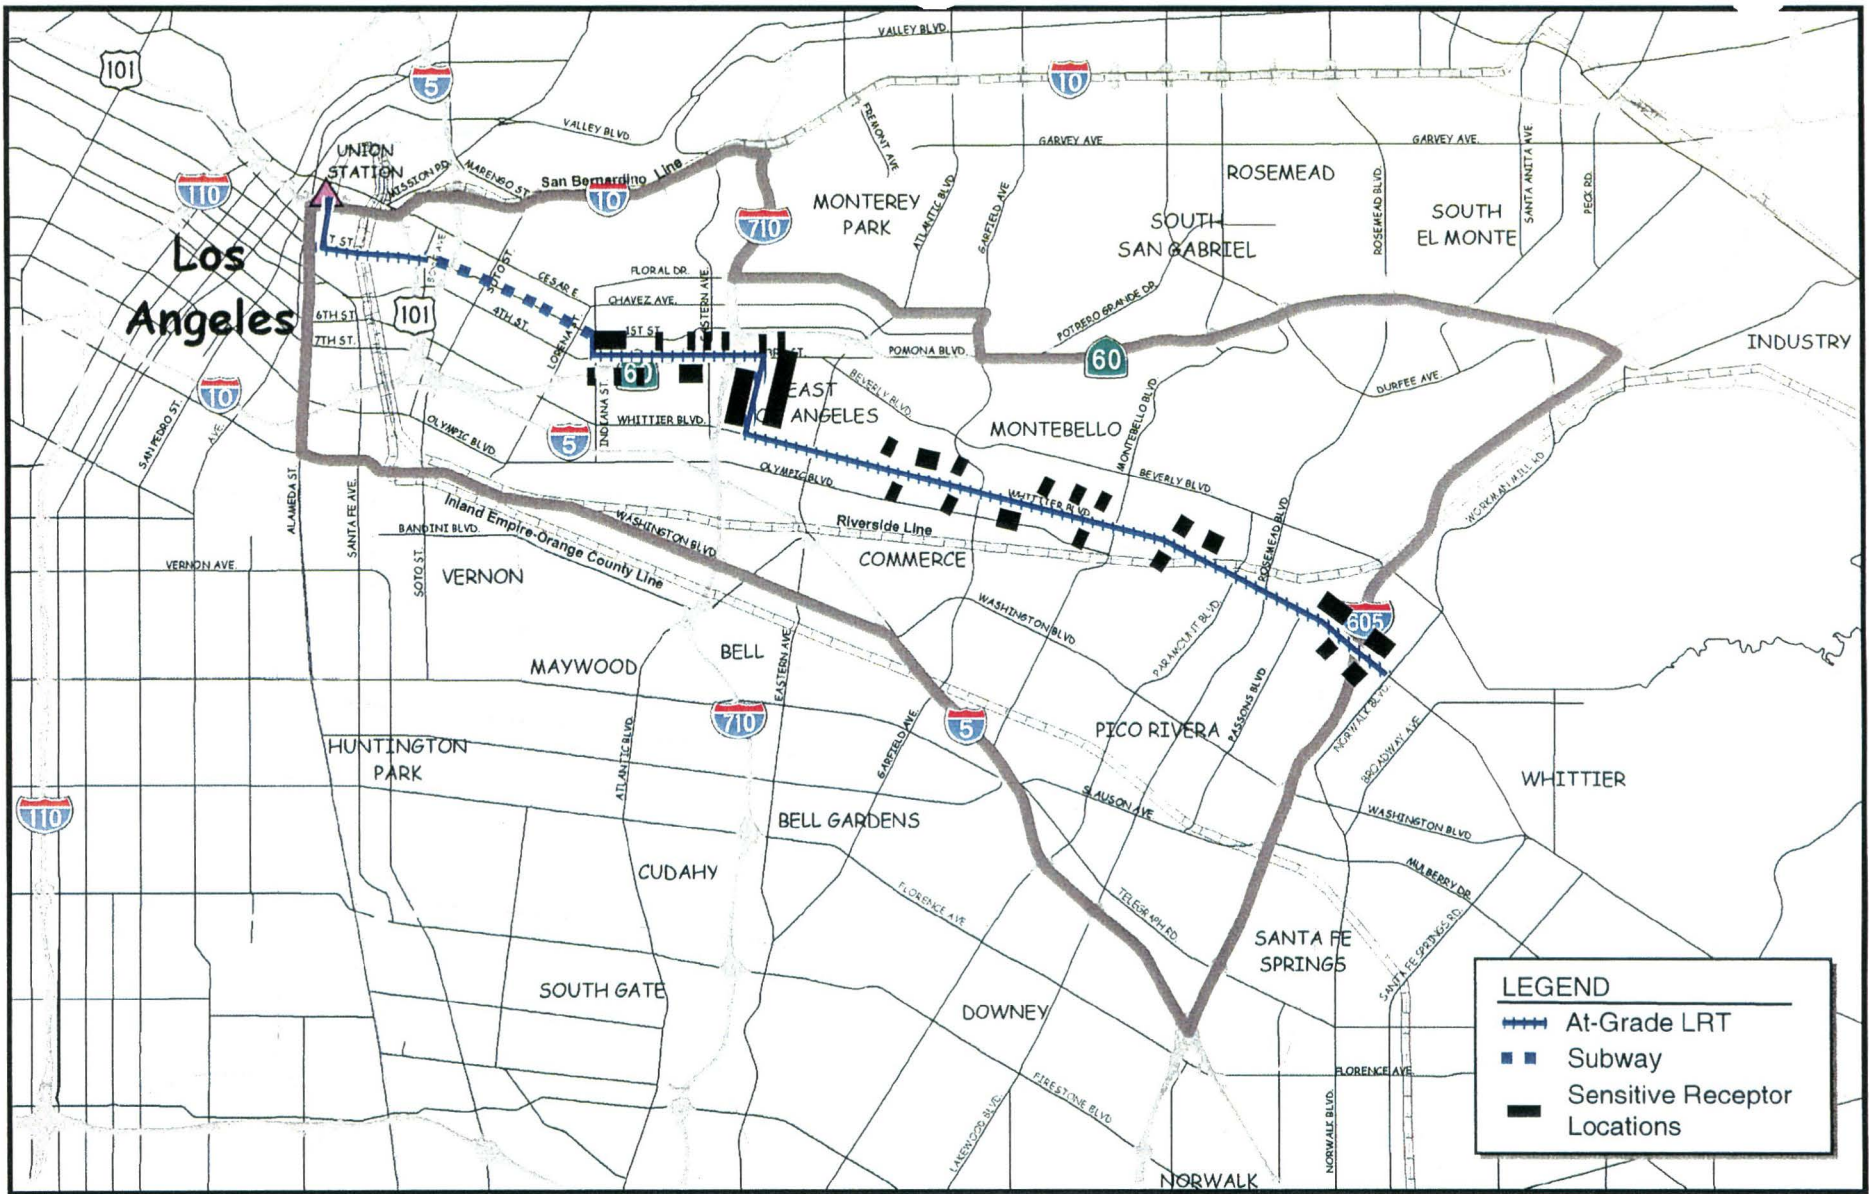 VALLEY BLVD.
101
5
10
VALLEY BLVD.
FREMONT AVE
GARVEY AVE.
GARVEY AVE.
SANTA ANITA AVE
UNION
STATION
MISSION RD.
MARENGO ST.
San Bernardino Line
10
110
ROSEMEAD
PECK RD.
ROSEMEAD BLVD.
MONTEREY
PARK
ATLANTIC BLVD.
GARFIELD AVE
710
SOUTH
SAN GABRIEL
SOUTH
EL MONTE
Los
Angeles
T ST.
SOTO ST.
CESAR E.
FLORAL DR.
CHAVEZ AVE.
EASTERN AVE.
POTRERO GRANDE DR.
101
6TH ST.
7TH ST.
4TH ST.
LORENA
1ST ST.
POMONA BLVD.
60
60
INDUSTRY
DURFEE AVE.
10
SAN PEDRO ST.
AVE.
BEVERLY BLVD.
EAST
LOS ANGELES
MONTEBELLO
MONTEBELLO BLVD
INDIANA ST.
WHITTIER BLVD.
5
OLYMPIC BLVD
OLYMPIC BLVD
BEVERLY BLVD
WORKMAN MILL RD
ALAMEDA ST
SANTA FE AVE.
WHITTIER BLVD
Inland Empire-Orange County Line
BANDINI BLVD.
WASHINGTON BLVD
Riverside Line
COMMERCE
ROSEMEAD BLVD
VERNON AVE.
SOTO ST.
VERNON
WASHINGTON BLVD
605
PARAMOUNT BLVD.
MAYWOOD
BELL
EASTERN AVE.
PASSONS BLVD
NORWALK BLVD.
BROADWAY AVE.
710
5
PICO RIVERA
HUNTINGTON
PARK
ATLANTIC BLVD.
GARFIELD AVE.
WHITTIER
110
BELL GARDENS
SLAUSON AVE
WASHINGTON BLVD
CUDAHY
MULBERRY DR.
FLORENCE AVE
TELEGRAPH RD.
SANTA FE SPRINGS RD.
SANTA FE
SPRINGS
SOUTH GATE
DOWNEY
FLORENCE AVE.
FIRESTONE BLVD
LAKEWOOD BLVD.
NORWALK BLVD.
NORWALK
LEGEND
At-Grade LRT
Subway
Sensitive Receptor
Locations